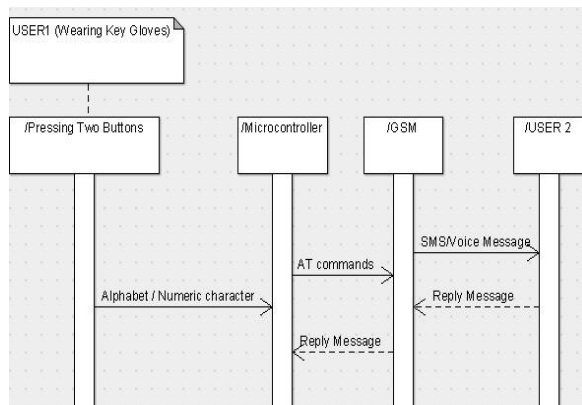 USER1 (Wearing Key Gloves)
/Pressing Two Buttons
/Microcontroller
/GSM
/USER 2
SMS/Voice Message
AT commands
Alphabet / Numeric character
Reply Message
Reply Message